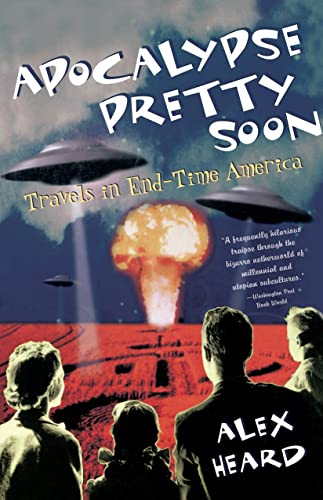 APOCALYPSE
PRETTY
SOON
Travels in End-Time America
"A frequently hilarious
traipse through the
bizarre netherworld of
millennial and
utopian subcultures."
—Washington Post
Book World
ALEX
HEARD